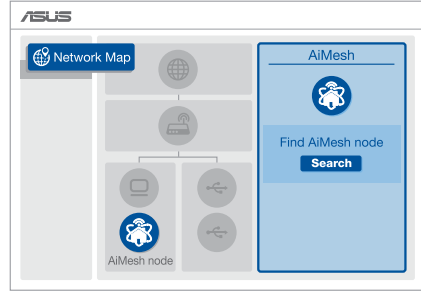 ASUS
Network Map
AiMesh
Find AiMesh node
Search
AiMesh node